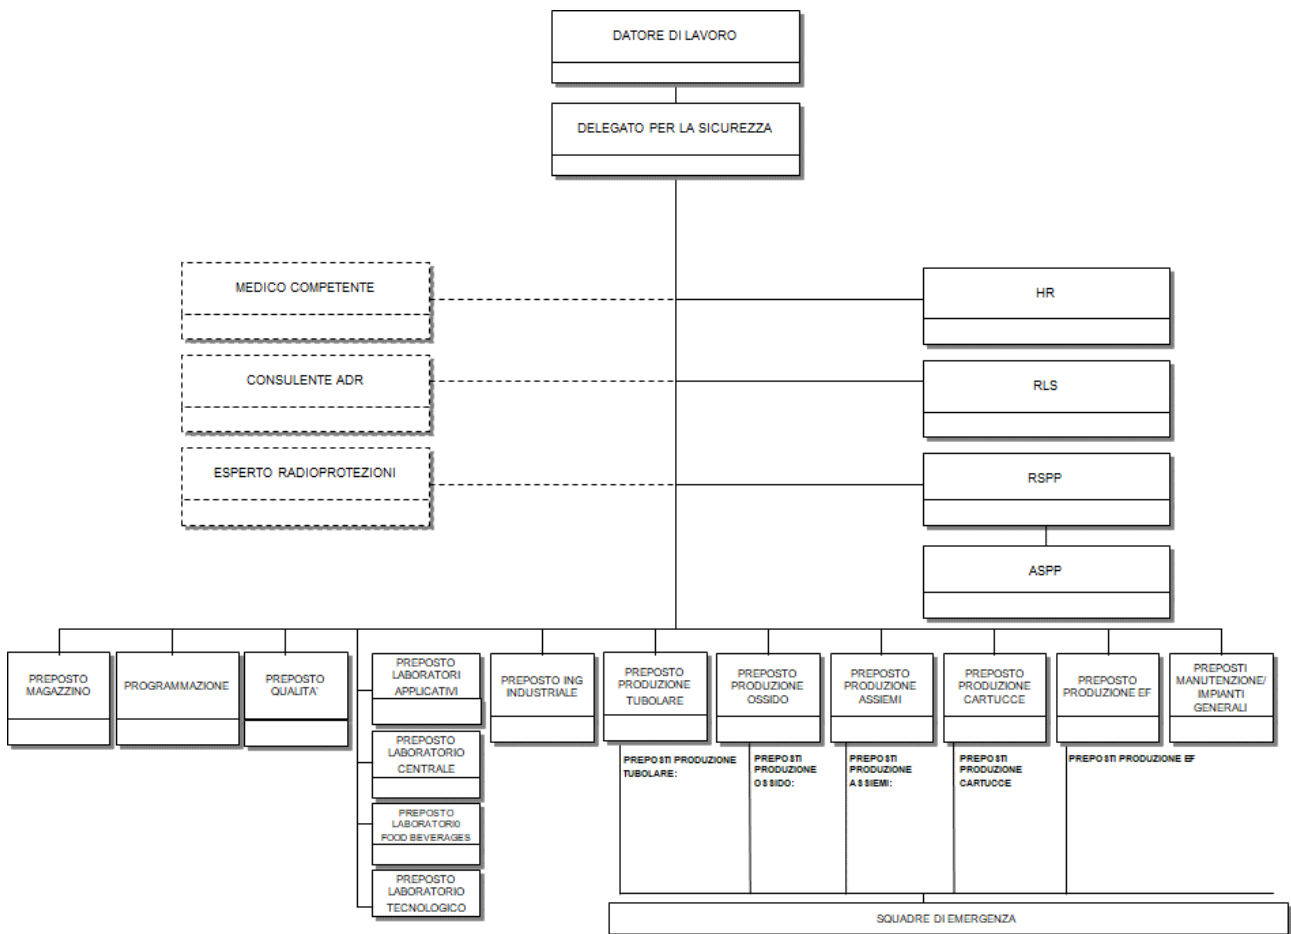 DATORE DI LAVORO
DELEGATO PER LA SICUREZZA
MEDICO COMPETENTE
HR
CONSULENTE ADR
RLS
ESPERTO RADIOPROTEZIONI
RSPP
ASPP
PREPOSTO
MAGAZZINO
PROGRAMMAZIONE
PREPOSTO
QUALITA'
PREPOSTO
LABORATORI
APPLICATIVI
PREPOSTO
LABORATORIO
CENTRALE
PREPOSTO
LABORATORIO
FOOD BEVERAGES
PREPOSTO
LABORATORIO
TECNOLOGICO
PREPOSTO ING
INDUSTRIALE
PREPOSTO
PRODUZIONE
TUBOLARE
PREPOSTO
PRODUZIONE
OSSIDO
PREPOSTO
PRODUZIONE
ASSIEMI
PREPOSTO
PRODUZIONE
CARTUCCE
PREPOSTO
PRODUZIONE EF
PREPOSTI
MANUTENZIONE/
IMPIANTI
GENERALI
PREPOSTI PRODUZIONE
TUBOLARE:
PREPOSTI
PRODUZIONE
OSSIDO:
PREPOSTI
PRODUZIONE
ASSIEMI:
PREPOSTI
PRODUZIONE
CARTUCCE
PREPOSTI PRODUZIONE EF
SQUADRE DI EMERGENZA